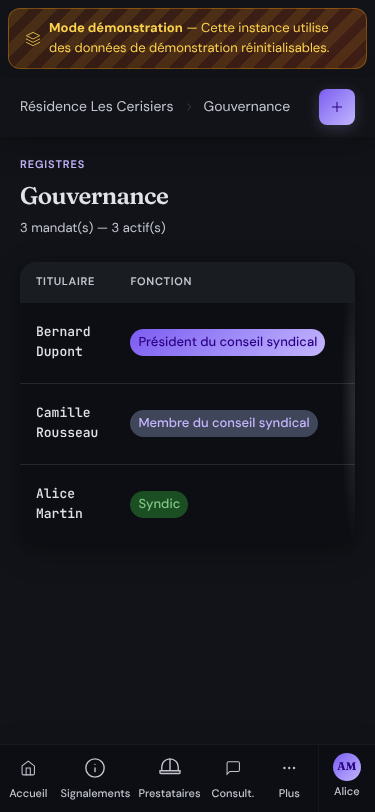 Mode démonstration — Cette instance utilise
des données de démonstration réinitialisables.
Résidence Les Cerisiers > Gouvernance +
REGISTRES
Gouvernance
3 mandat(s) — 3 actif(s)
TITULAIRE FONCTION
Bernard
Dupont
Président du conseil syndical
Camille
Rousseau
Membre du conseil syndical
Alice
Martin
Syndic
AM
Accueil Signalements Prestataires Consult. Plus Alice